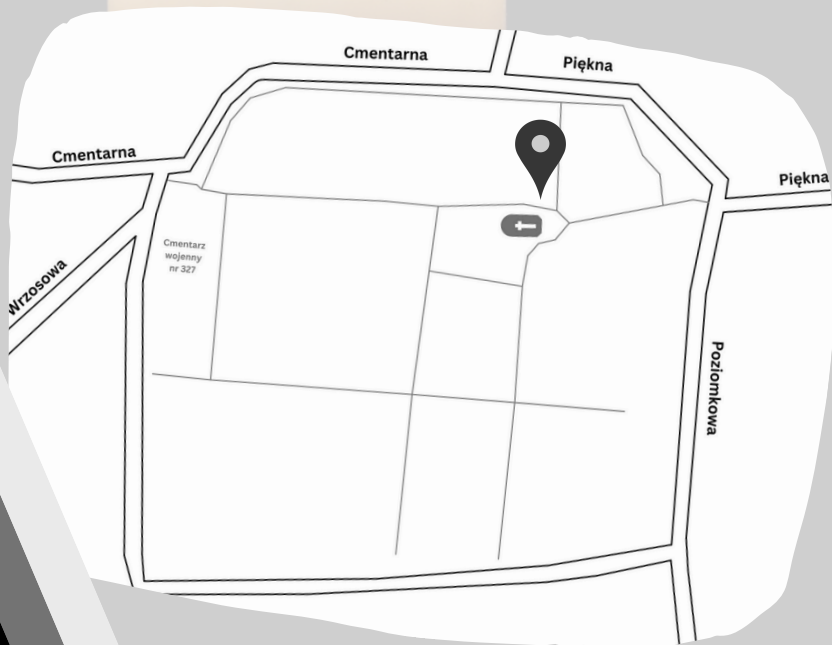 Cmentarna
Piękna
Cmentarna
Piękna
Cmentarz
wojenny
nr 327
Wrzosowa
Poziomkowa